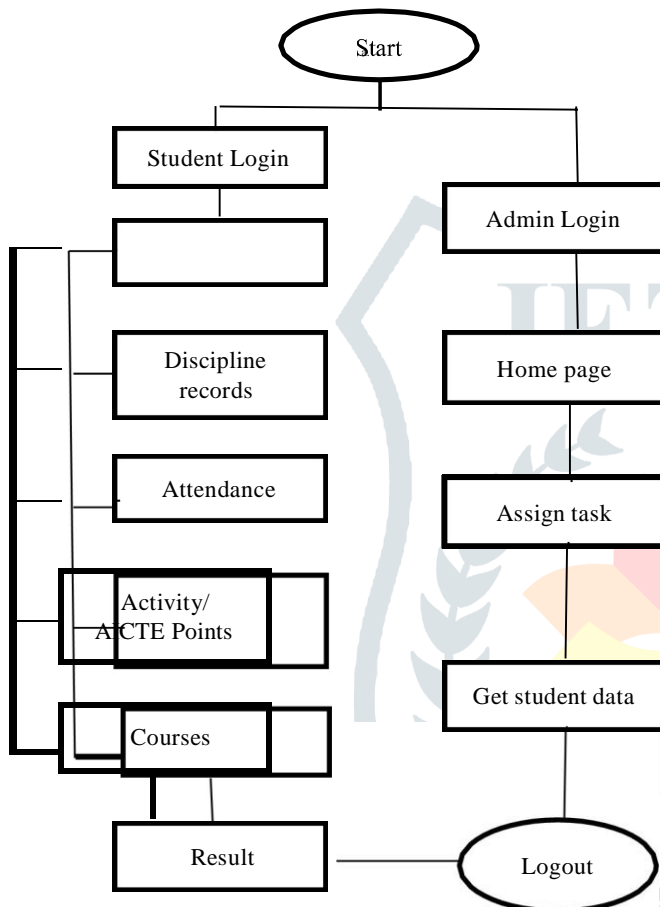 Start
Student Login
Admin Login
Discipline
records
Home page
Attendance
Assign task
Activity/
AICTE Points
Get student data
Courses
Result
Logout